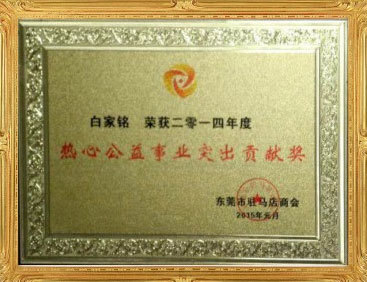 白家铭 荣获二零一四年度
热心公益事业突出贡献奖
东莞市驻马店商会
2015年元月